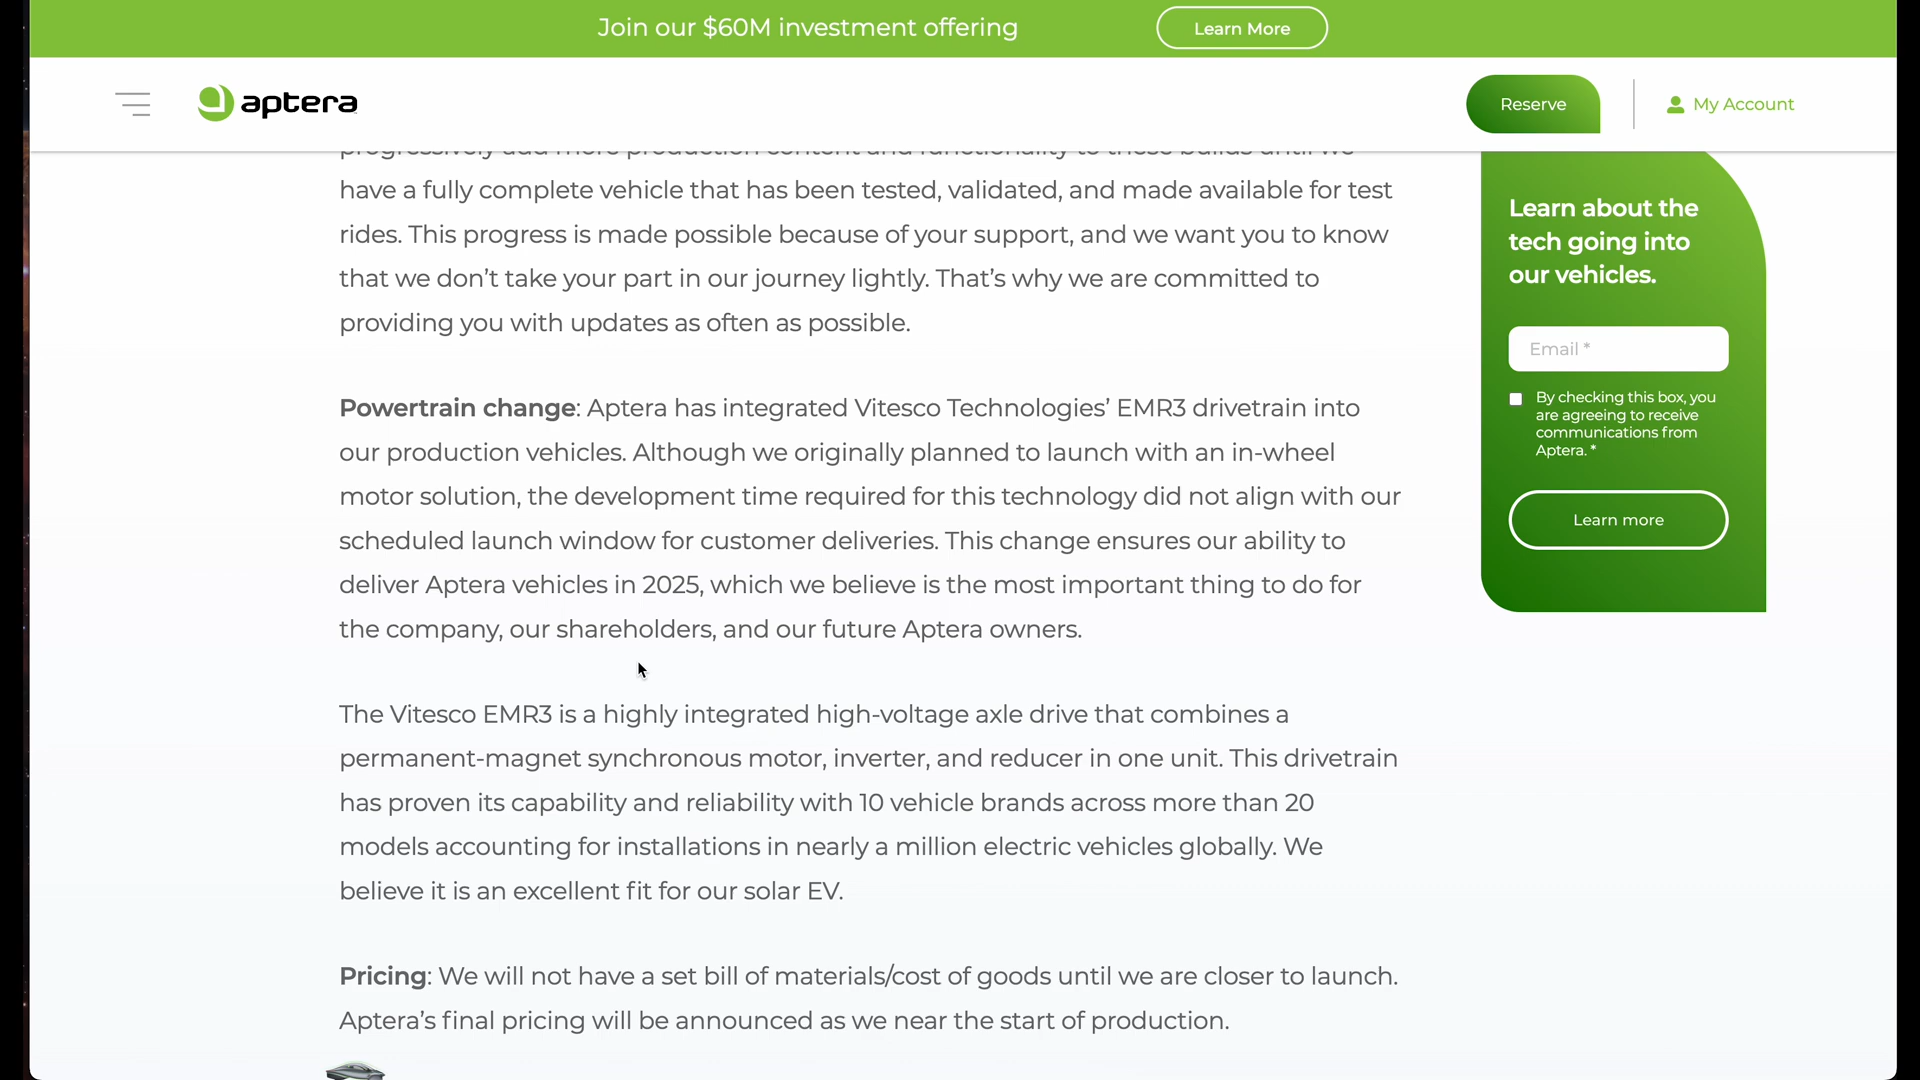 Join our $60M investment offering
Learn More
aptera
Reserve
My Account
progressively add more production content and functionality to these builds until we
have a fully complete vehicle that has been tested, validated, and made available for test
rides. This progress is made possible because of your support, and we want you to know
that we don’t take your part in our journey lightly. That’s why we are committed to
providing you with updates as often as possible.
Powertrain change: Aptera has integrated Vitesco Technologies’ EMR3 drivetrain into
our production vehicles. Although we originally planned to launch with an in-wheel
motor solution, the development time required for this technology did not align with our
scheduled launch window for customer deliveries. This change ensures our ability to
deliver Aptera vehicles in 2025, which we believe is the most important thing to do for
the company, our shareholders, and our future Aptera owners.
The Vitesco EMR3 is a highly integrated high-voltage axle drive that combines a
permanent-magnet synchronous motor, inverter, and reducer in one unit. This drivetrain
has proven its capability and reliability with 10 vehicle brands across more than 20
models accounting for installations in nearly a million electric vehicles globally. We
believe it is an excellent fit for our solar EV.
Pricing: We will not have a set bill of materials/cost of goods until we are closer to launch.
Aptera’s final pricing will be announced as we near the start of production.
Learn about the
tech going into
our vehicles.
Email *
By checking this box, you
are agreeing to receive
communications from
Aptera. *
Learn more